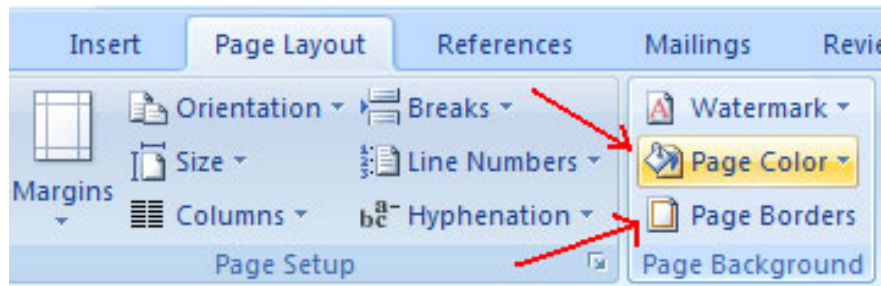 Insert Page Layout References Mailings Revie
Orientation Breaks Watermark
Size Line Numbers Page Color
Margins
Columns Hyphenation Page Borders
Page Setup Page Background